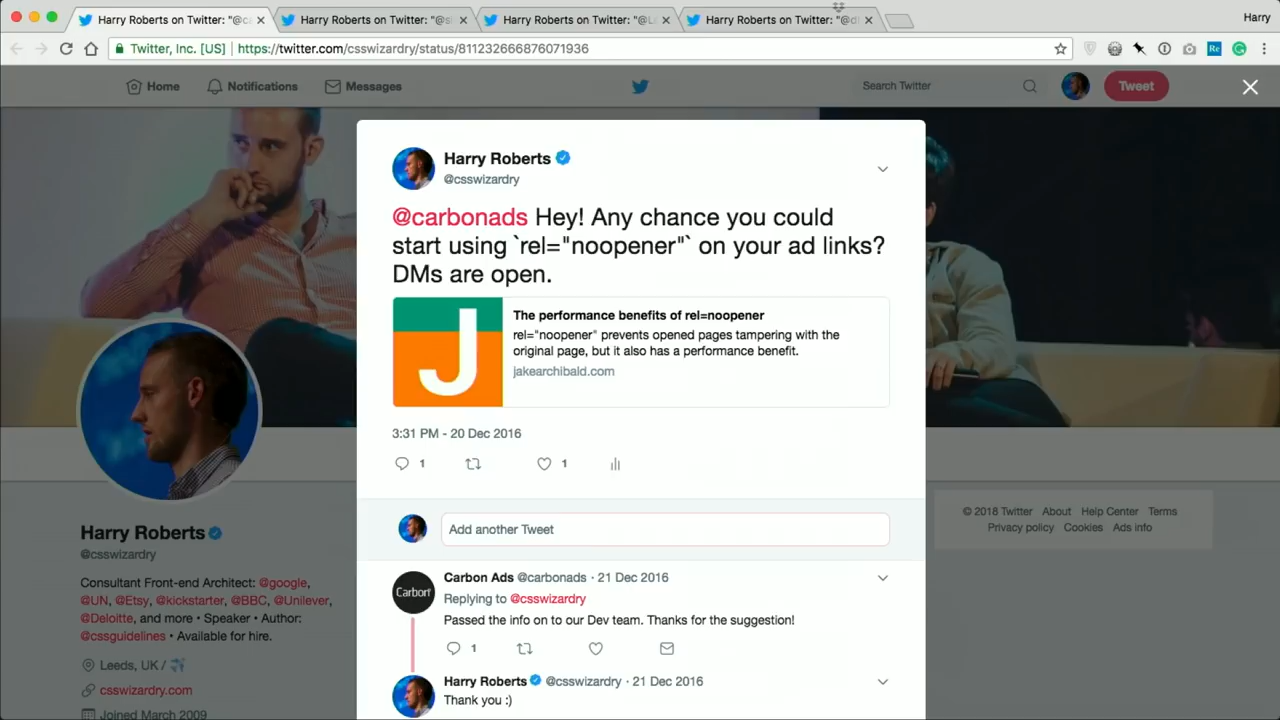 Harry Roberts on Twitter: "@c
Harry Roberts on Twitter: "@s
Harry Roberts on Twitter: "@L
Harry Roberts on Twitter: "@d
Harry
Twitter, Inc. [US] https://twitter.com/csswizardry/status/811232666876071936
Home
Notifications
Messages
Search Twitter
Tweet
Harry Roberts
@csswizardry
@carbonads Hey! Any chance you could
start using `rel="noopener"` on your ad links?
DMs are open.
J
The performance benefits of rel=noopener
rel="noopener" prevents opened pages tampering with the
original page, but it also has a performance benefit.
jakearchibald.com
3:31 PM - 20 Dec 2016
1
1
Add another Tweet
Carbon
Carbon Ads @carbonads · 21 Dec 2016
Replying to @csswizardry
Passed the info on to our Dev team. Thanks for the suggestion!
1
Harry Roberts @csswizardry · 21 Dec 2016
Thank you :)
Harry Roberts
@csswizardry
Consultant Front-end Architect: @google,
@UN, @Etsy, @kickstarter, @BBC, @Unilever,
@Deloitte, and more • Speaker • Author:
@cssguidelines • Available for hire.
Leeds, UK /
csswizardry.com
Joined March 2009
© 2018 Twitter About Help Center Terms
Privacy policy Cookies Ads info
Re